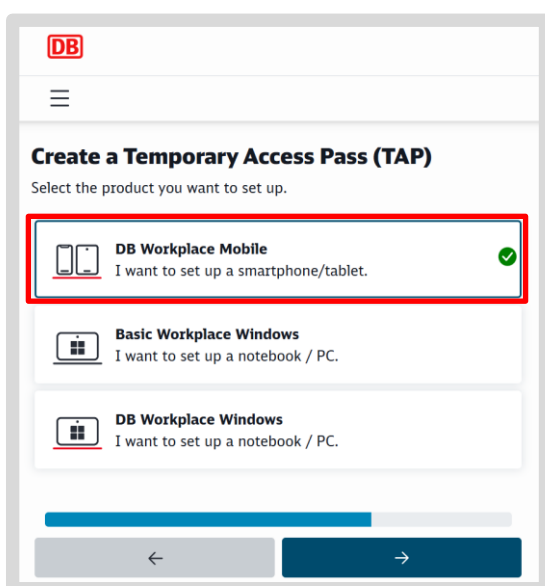 DB
Create a Temporary Access Pass (TAP)
Select the product you want to set up.
DB Workplace Mobile
I want to set up a smartphone/tablet.
Basic Workplace Windows
I want to set up a notebook / PC.
DB Workplace Windows
I want to set up a notebook / PC.